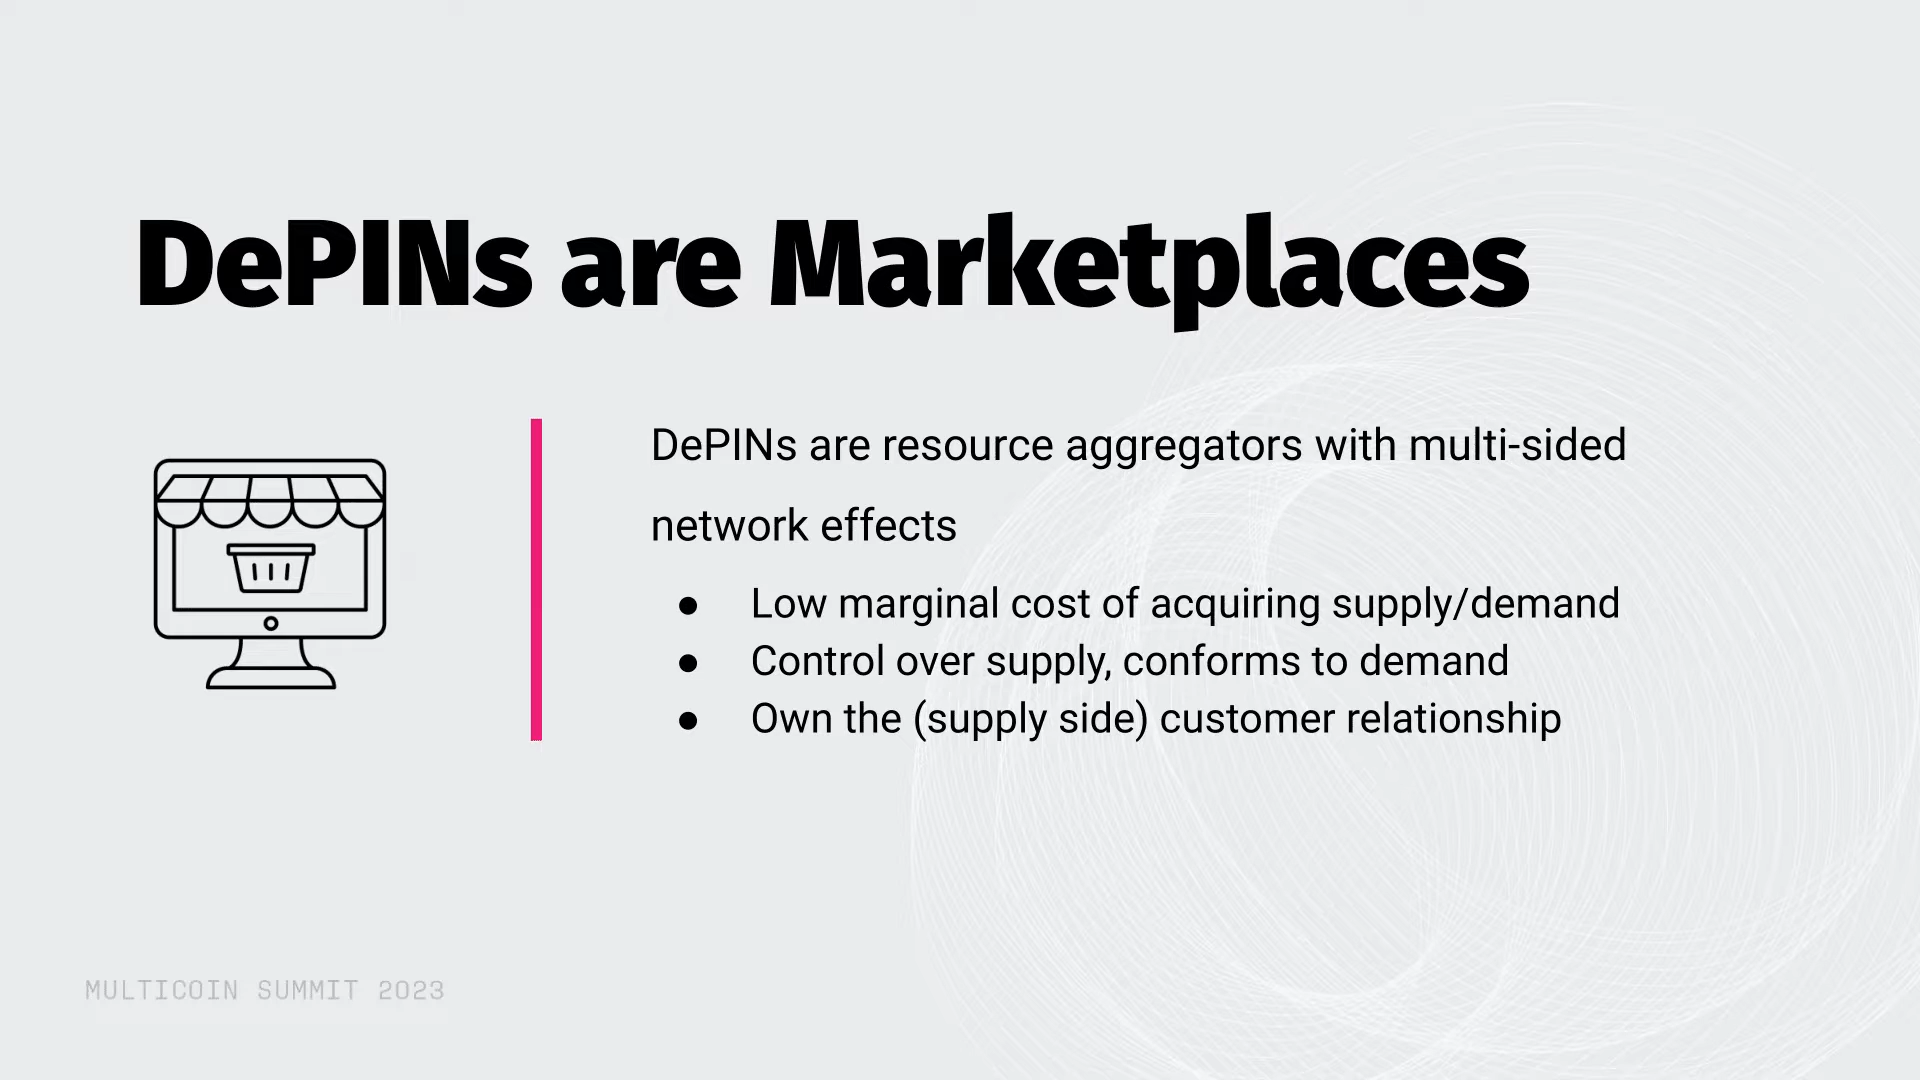 DePINs are Marketplaces
DePINs are resource aggregators with multi-sided
network effects
● Low marginal cost of acquiring supply/demand
● Control over supply, conforms to demand
● Own the (supply side) customer relationship
MULTICOIN SUMMIT 2023